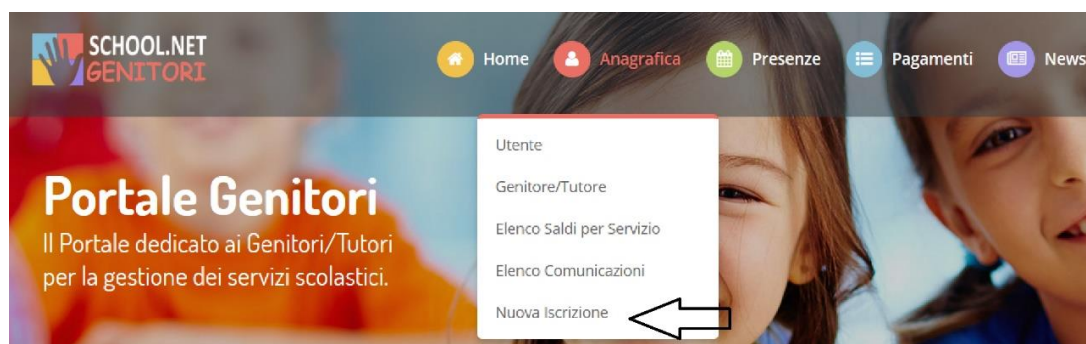 SCHOOL.NET
GENITORI
Home Anagrafica Presenze Pagamenti News
Utente
Genitore/Tutore
Elenco Saldi per Servizio
Elenco Comunicazioni
Nuova Iscrizione
Portale Genitori
Il Portale dedicato ai Genitori/Tutori
per la gestione dei servizi scolastici.